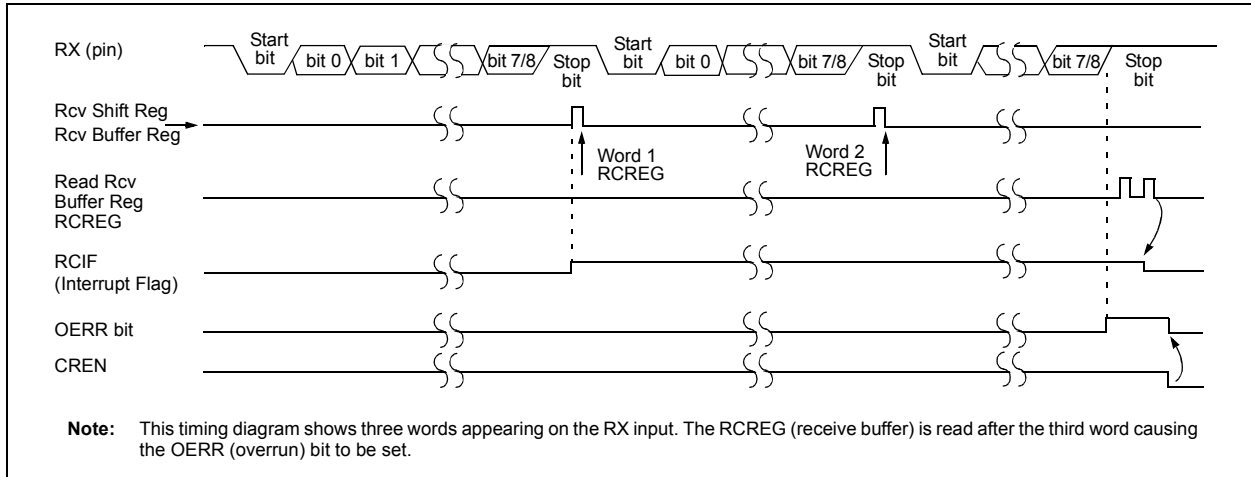 RX (pin)
Start
bit
bit 0
bit 1
bit 7/8
Stop
bit
Start
bit
bit 0
bit 7/8
Stop
bit
Start
bit
bit 7/8
Stop
bit
Rcv Shift Reg
Rcv Buffer Reg
Word 1
RCREG
Word 2
RCREG
Read Rcv
Buffer Reg
RCREG
RCIF
(Interrupt Flag)
OERR bit
CREN
Note: This timing diagram shows three words appearing on the RX input. The RCREG (receive buffer) is read after the third word causing
the OERR (overrun) bit to be set.